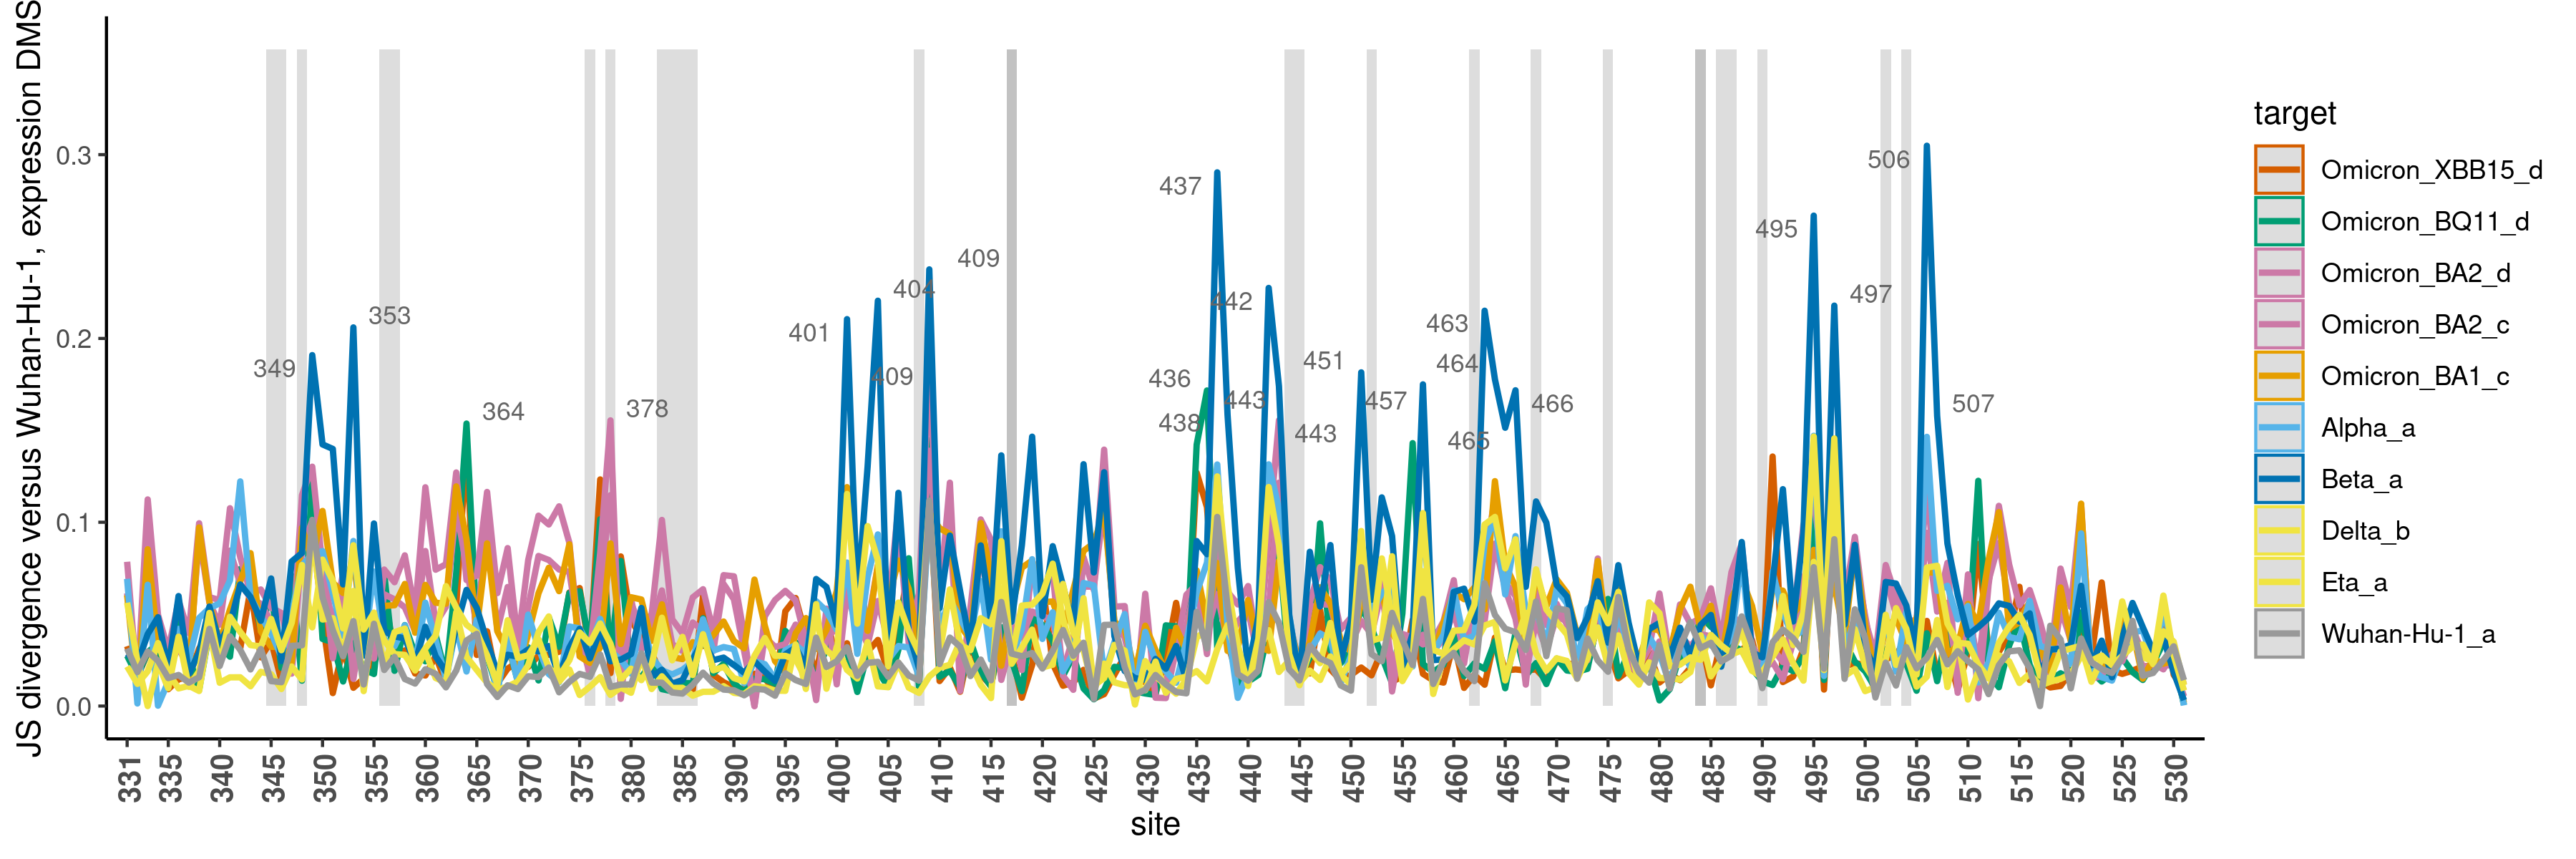 JS divergence versus Wuhan-Hu-1, expression DMS
0.3
0.2
0.1
0.0
349
353
364
378
401
404
409
409
436
437
438
442
443
443
451
457
463
464
465
466
495
497
506
507
331 335 340 345 350 355 360 365 370 375 380 385 390 395 400 405 410 415 420 425 430 435 440 445 450 455 460 465 470 475 480 485 490 495 500 505 510 515 520 525 530
site
target
Omicron_XBB15_d
Omicron_BQ11_d
Omicron_BA2_d
Omicron_BA2_c
Omicron_BA1_c
Alpha_a
Beta_a
Delta_b
Eta_a
Wuhan-Hu-1_a